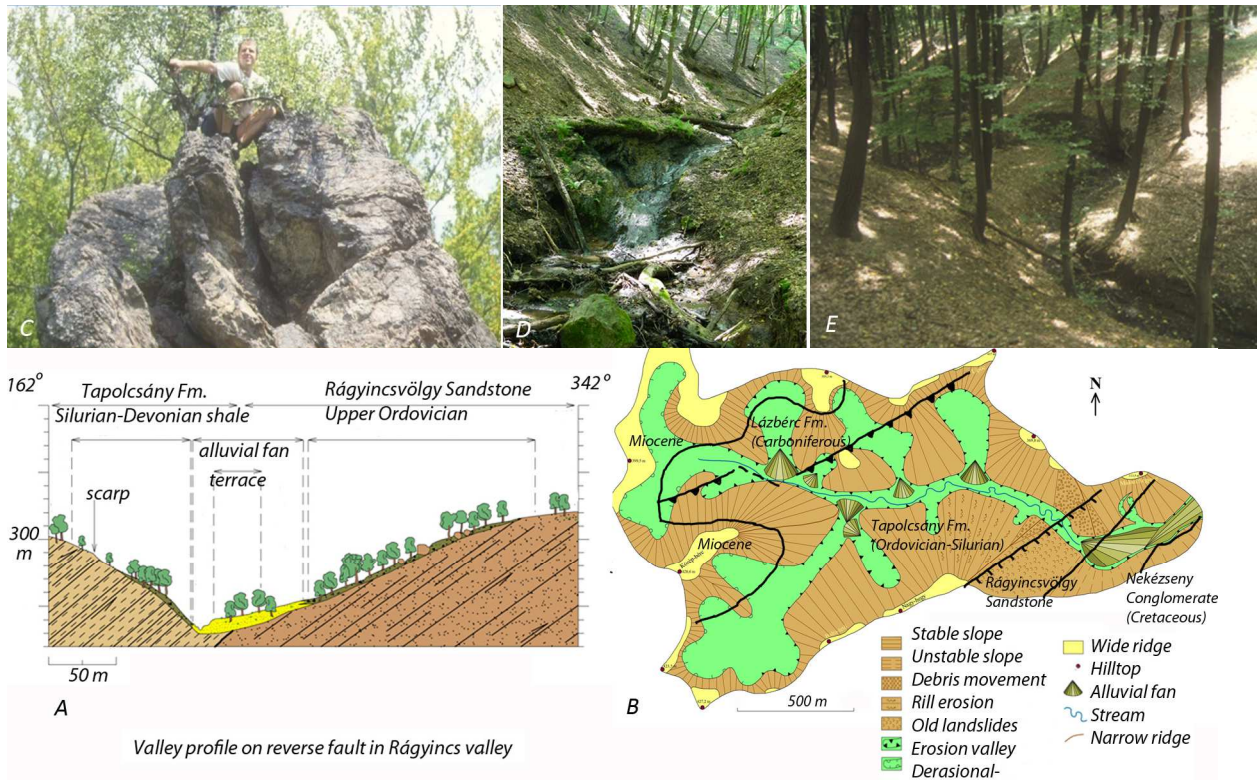 C
D
E
162°
Tapolcsány Fm.
Silurian-Devonian shale
Rágyincsvölgy Sandstone
Upper Ordovician
342°
alluvial fan
terrace
scarp
300
m
50 m
A
Valley profile on reverse fault in Rágyincs valley
N
Lázbérc Fm.
(Carboniferous)
Miocene
Tapolcsány Fm.
(Ordovician-Silurian)
Miocene
Rágyincsvölgy
Sandstone
Nekézseny
Conglomerate
(Cretaceous)
B
500 m
Stable slope
Unstable slope
Debris movement
Rill erosion
Old landslides
Erosion valley
Derasional-
Wide ridge
Hilltop
Alluvial fan
Stream
Narrow ridge